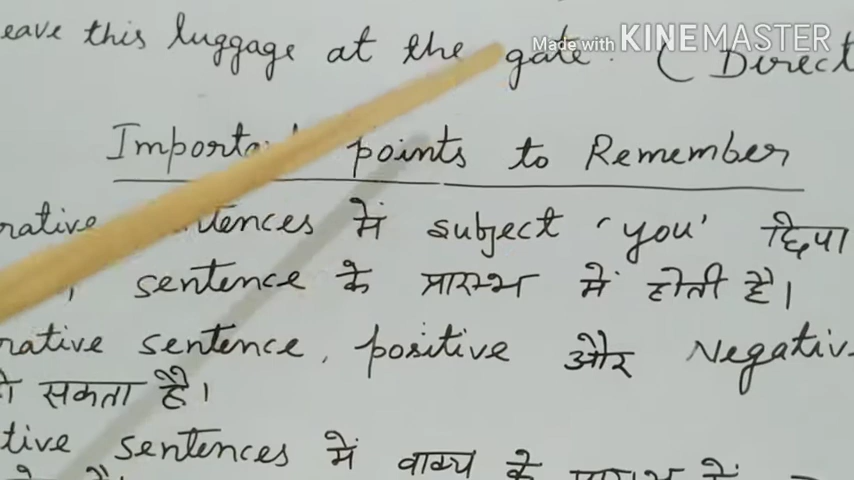 eave this luggage at the gate. ( Direct
Made with KINEMASTER
Important points to Remember
rative sentences में subject 'you' छिपा
sentence के प्रारम्भ में होती है।
rative sentence, positive और Negativ
सकता है।
tive sentences में वाक्य के